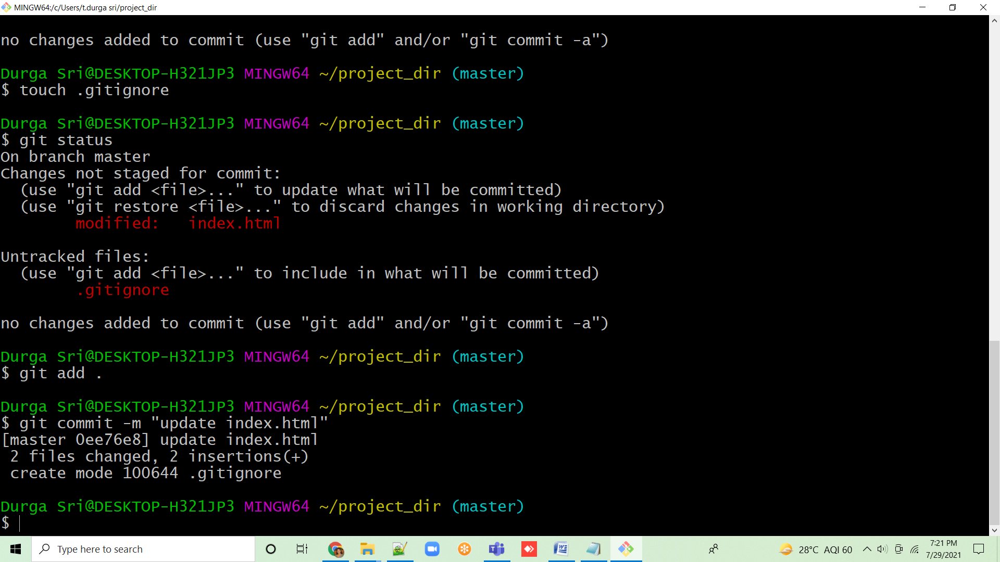 MINGW64:/c/Users/t.durga sri/project_dir
no changes added to commit (use "git add" and/or "git commit -a")
Durga Sri@DESKTOP-H321JP3 MINGW64 ~/project_dir (master)
$ touch .gitignore
Durga Sri@DESKTOP-H321JP3 MINGW64 ~/project_dir (master)
$ git status
On branch master
Changes not staged for commit:
  (use "git add <file>..." to update what will be committed)
  (use "git restore <file>..." to discard changes in working directory)
        modified:   index.html
Untracked files:
  (use "git add <file>..." to include in what will be committed)
        .gitignore
no changes added to commit (use "git add" and/or "git commit -a")
Durga Sri@DESKTOP-H321JP3 MINGW64 ~/project_dir (master)
$ git add .
Durga Sri@DESKTOP-H321JP3 MINGW64 ~/project_dir (master)
$ git commit -m "update index.html"
[master 0ee76e8] update index.html
 2 files changed, 2 insertions(+)
 create mode 100644 .gitignore
Durga Sri@DESKTOP-H321JP3 MINGW64 ~/project_dir (master)
$
Type here to search
28°C AQI 60
7:21 PM
7/29/2021